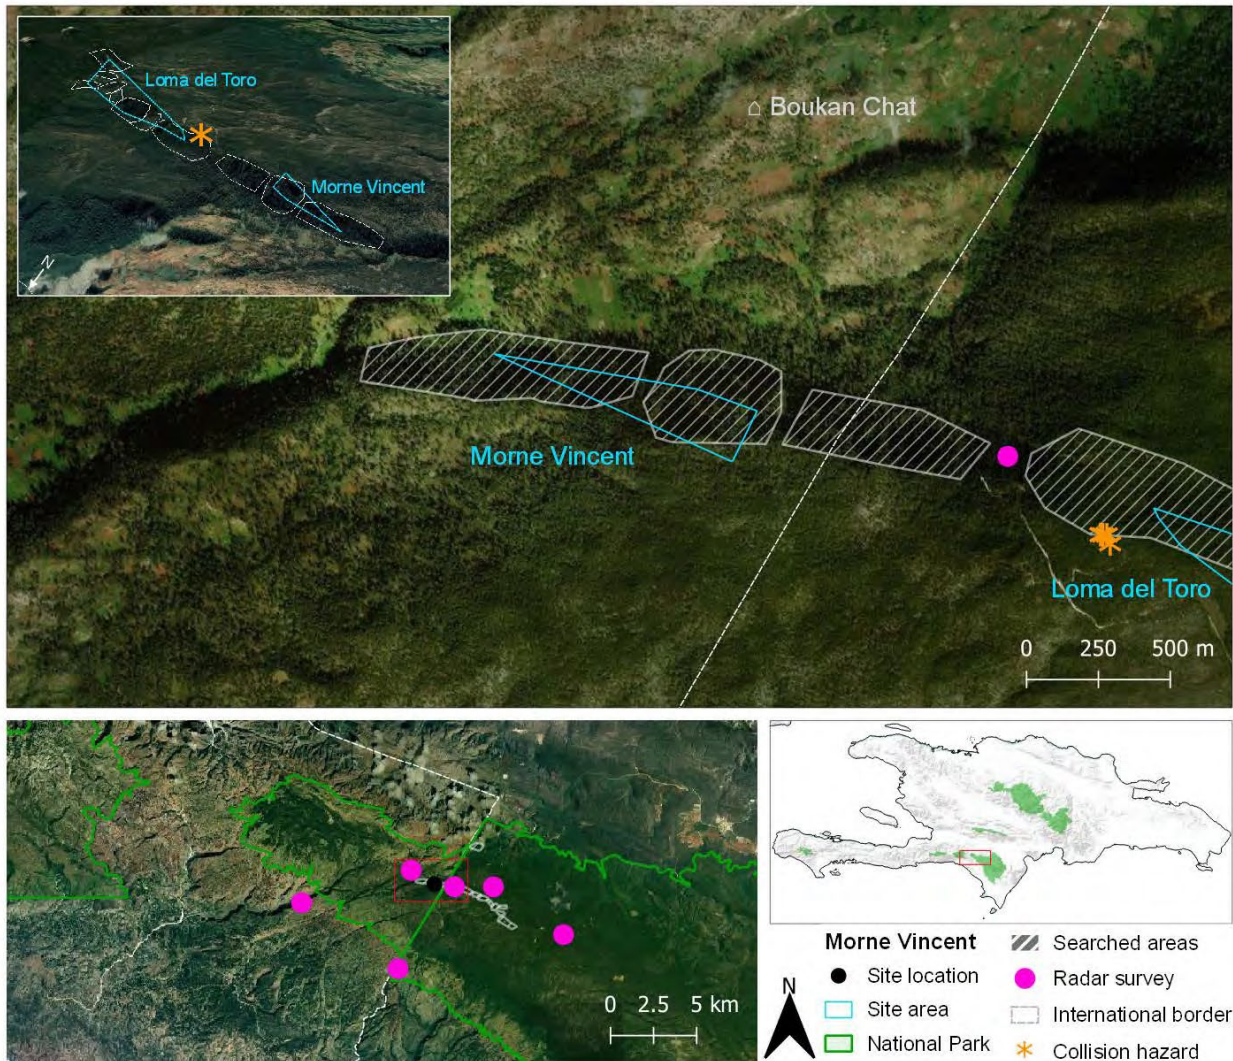 Loma del Toro
Morne Vincent
N
Boukan Chat
Morne Vincent
Loma del Toro
0 250 500 m
0 2.5 5 km
N
Morne Vincent
Site location
Site area
National Park
Searched areas
Radar survey
International border
Collision hazard